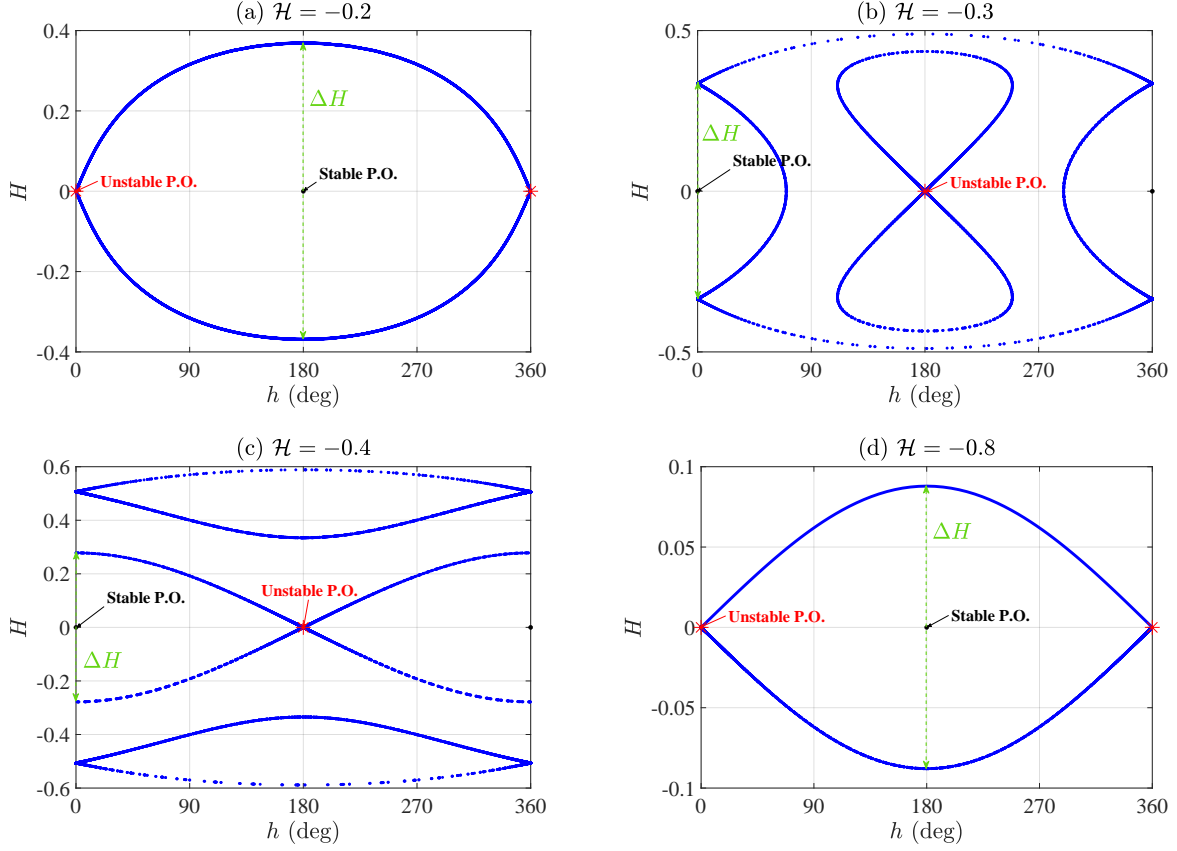 (a) ℋ = −0.2
0.4
0.2
0
-0.2
-0.4
H
ΔH
Unstable P.O.
Stable P.O.
0 90 180 270 360
h (deg)
(b) ℋ = −0.3
0.5
0
-0.5
H
ΔH
Stable P.O.
Unstable P.O.
0 90 180 270 360
h (deg)
(c) ℋ = −0.4
0.6
0.4
0.2
0
-0.2
-0.4
-0.6
H
Stable P.O.
Unstable P.O.
ΔH
0 90 180 270 360
h (deg)
(d) ℋ = −0.8
0.1
0.05
0
-0.05
-0.1
H
ΔH
Unstable P.O.
Stable P.O.
0 90 180 270 360
h (deg)